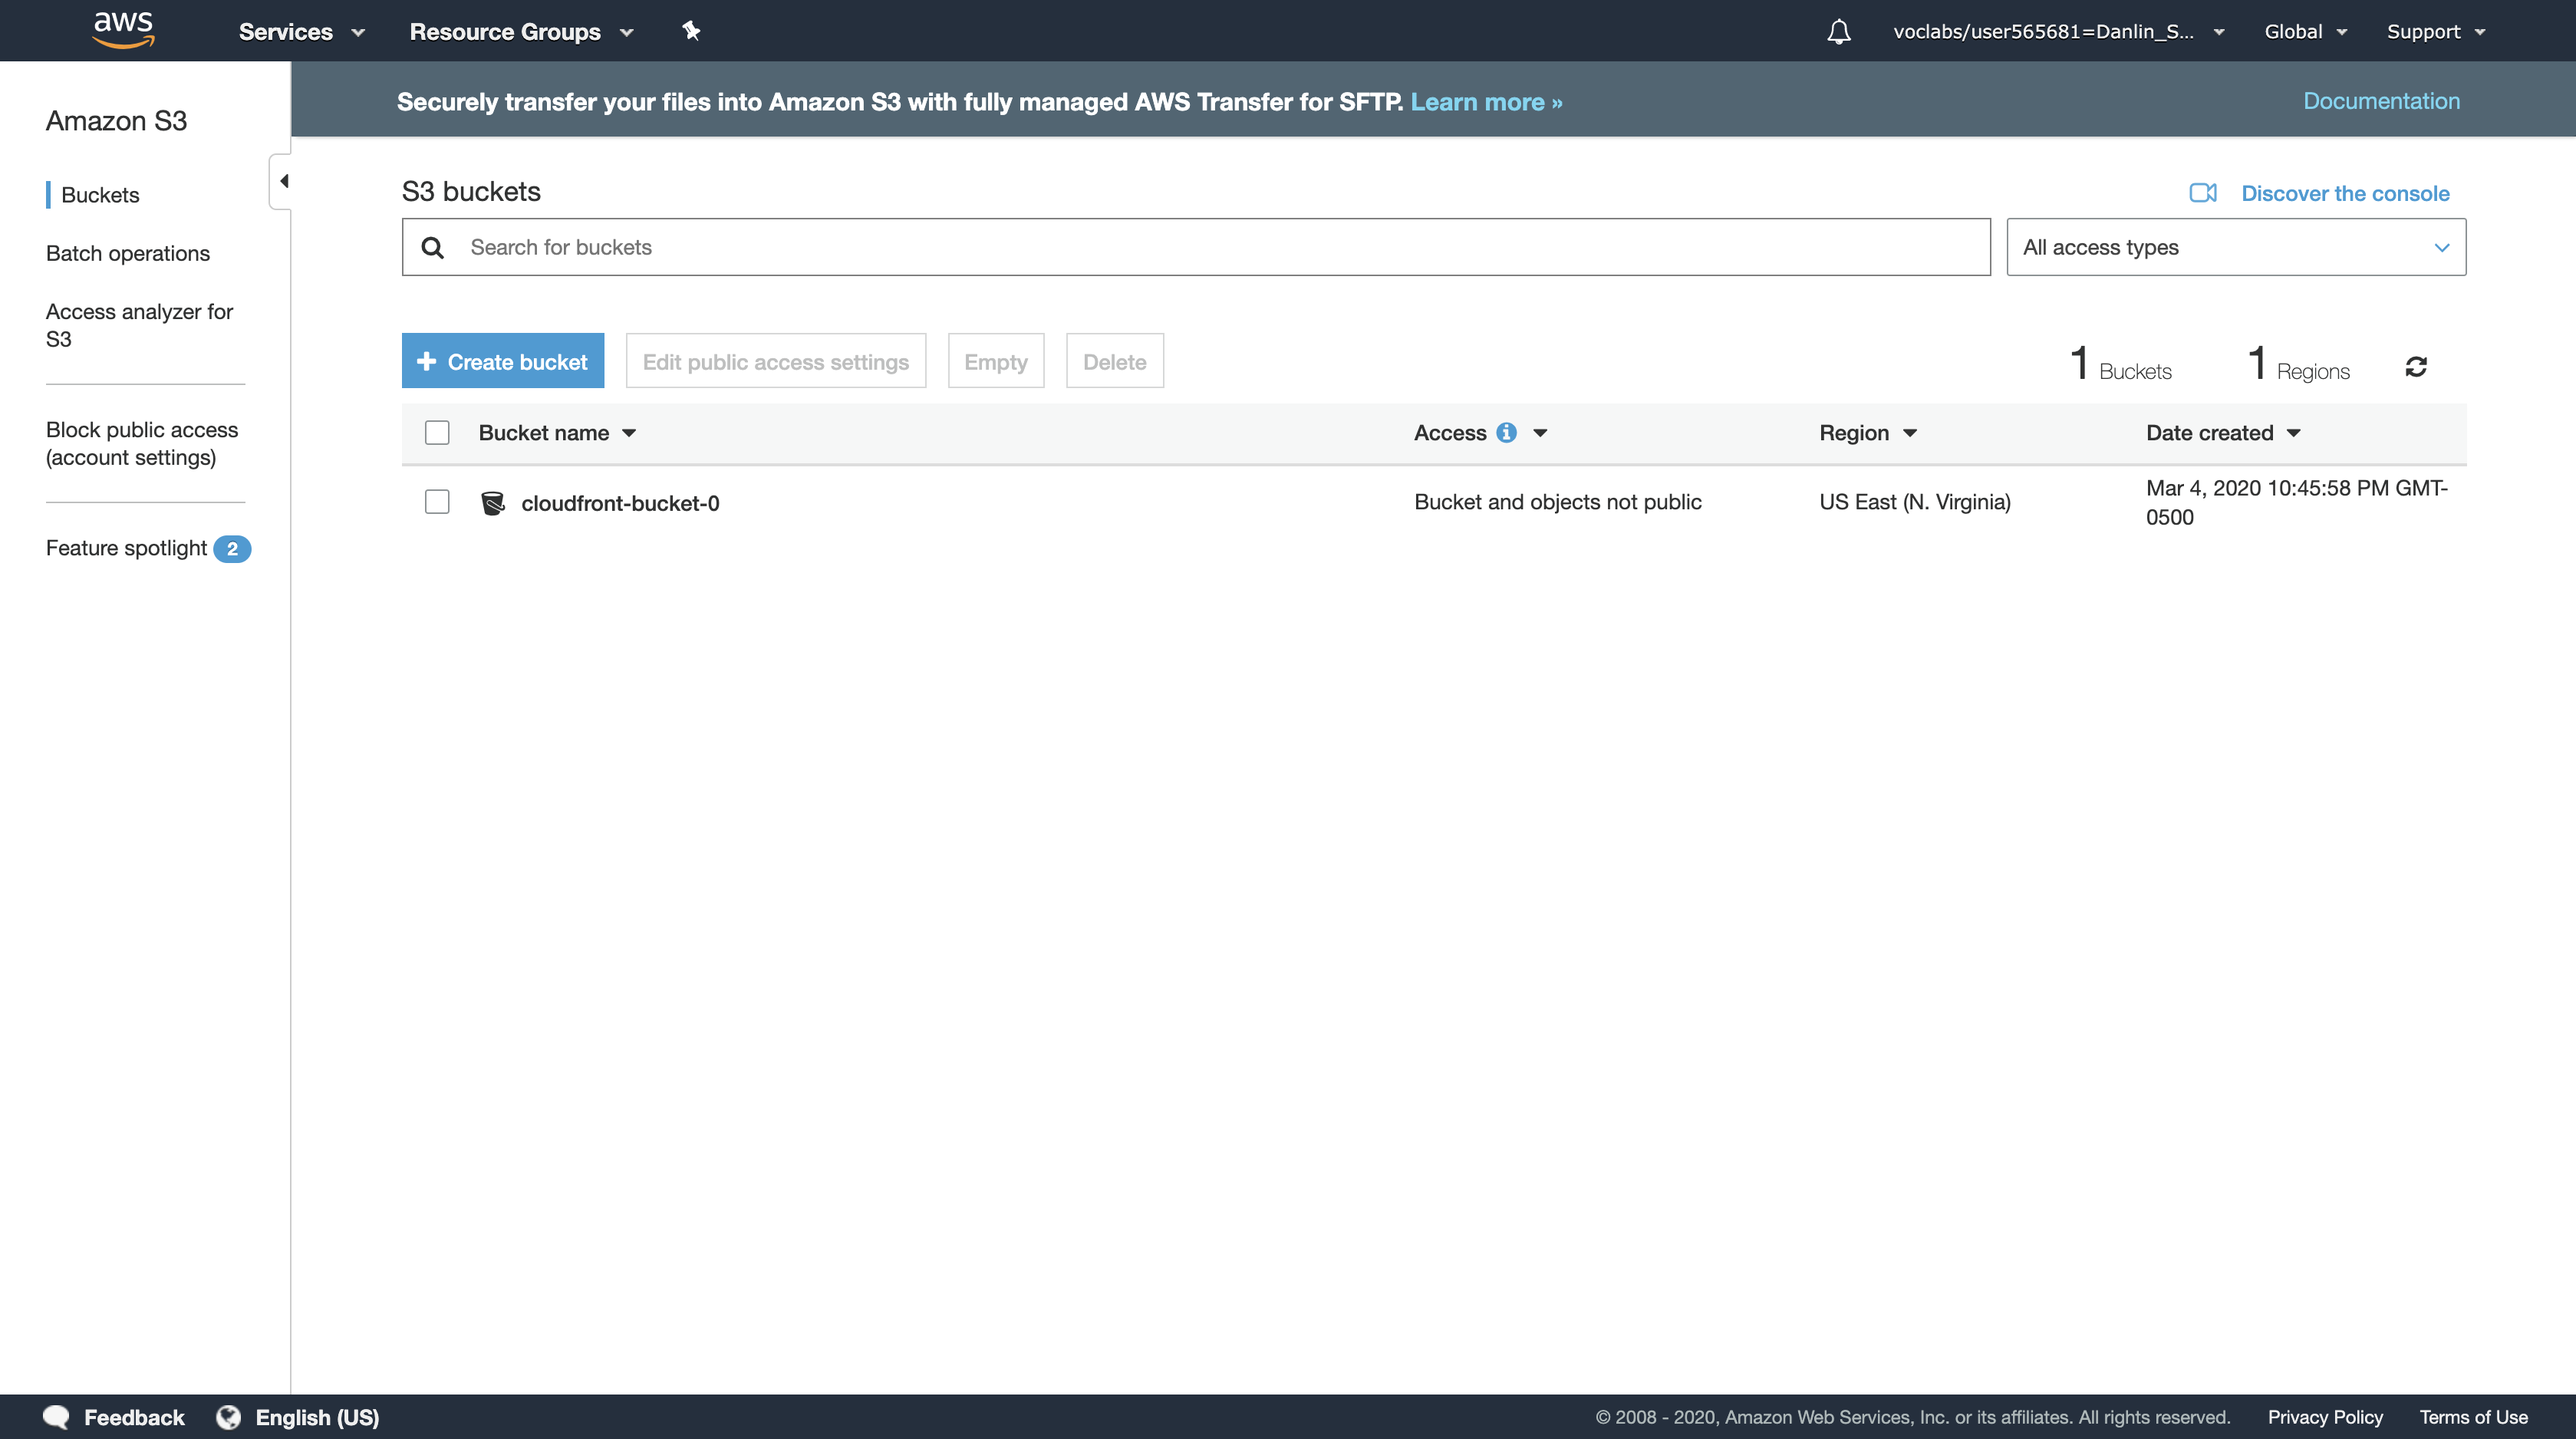 aws Services Resource Groups voclabs/user565681=Danlin_S... Global Support
Securely transfer your files into Amazon S3 with fully managed AWS Transfer for SFTP. Learn more » Documentation
Amazon S3
Buckets
Batch operations
Access analyzer for
S3
Block public access
(account settings)
Feature spotlight 2
S3 buckets
Discover the console
Search for buckets
All access types
Create bucket Edit public access settings Empty Delete
1 Buckets 1 Regions
Bucket name Access Region Date created
cloudfront-bucket-0 Bucket and objects not public US East (N. Virginia) Mar 4, 2020 10:45:58 PM GMT-
0500
Feedback English (US) © 2008 - 2020, Amazon Web Services, Inc. or its affiliates. All rights reserved. Privacy Policy Terms of Use